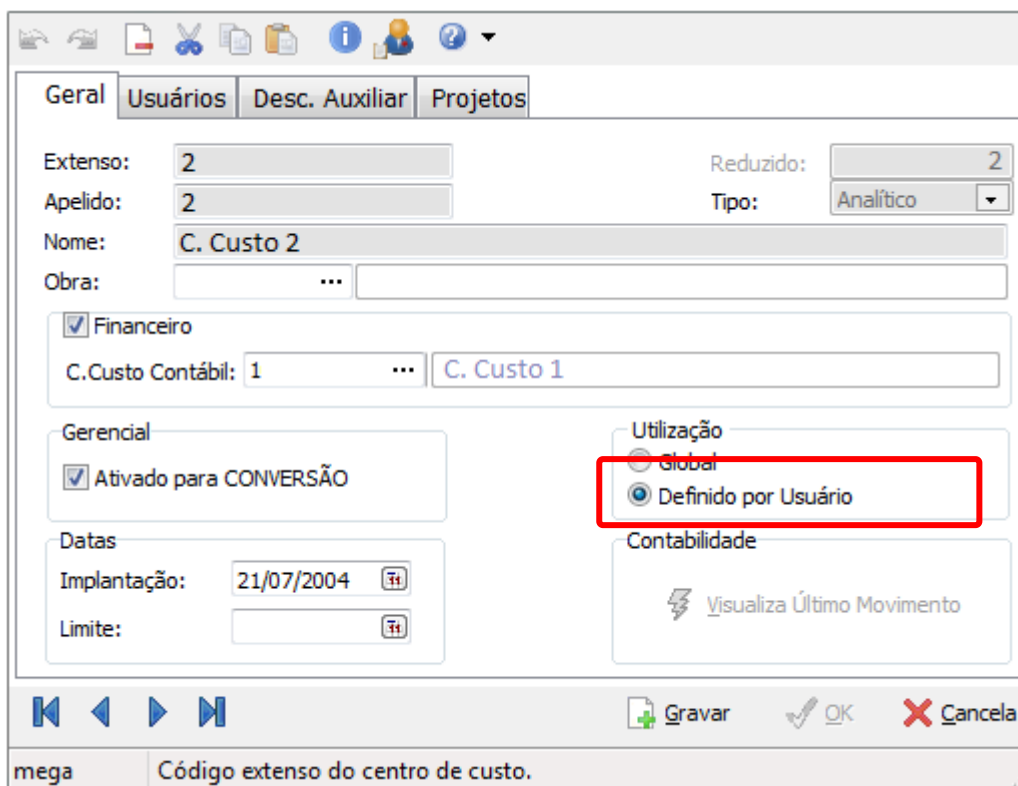 Geral Usuários Desc. Auxiliar Projetos
Extenso: 2 Reduzido: 2
Apelido: 2 Tipo: Analítico
Nome: C. Custo 2
Obra: ...
Financeiro
C.Custo Contábil: 1 ... C. Custo 1
Gerencial Utilização
Global
Ativado para CONVERSÃO Definido por Usuário
Datas Contabilidade
Implantação: 21/07/2004 Visualiza Último Movimento
Limite:
Gravar OK Cancela
mega Código extenso do centro de custo.